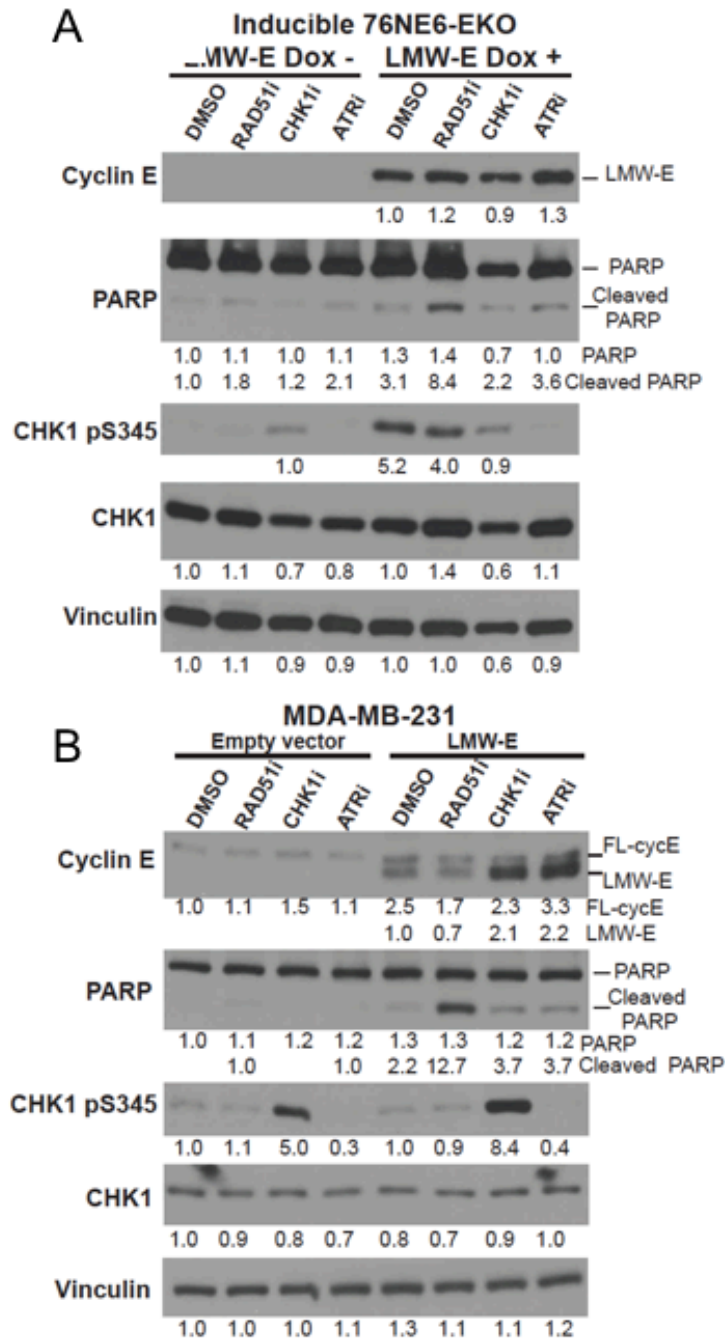 A
Inducible 76NE6-EKO
LMW-E Dox - LMW-E Dox +
DMSO RAD51i CHK1i ATRi DMSO RAD51i CHK1i ATRi
Cyclin E LMW-E
1.0 1.2 0.9 1.3
PARP PARP
Cleaved PARP
1.0 1.1 1.0 1.1 1.3 1.4 0.7 1.0 PARP
1.0 1.8 1.2 2.1 3.1 8.4 2.2 3.6 Cleaved PARP
CHK1 pS345
1.0 5.2 4.0 0.9
CHK1
1.0 1.1 0.7 0.8 1.0 1.4 0.6 1.1
Vinculin
1.0 1.1 0.9 0.9 1.0 1.0 0.6 0.9
B
MDA-MB-231
Empty vector LMW-E
DMSO RAD51i CHK1i ATRi DMSO RAD51i CHK1i ATRi
Cyclin E FL-cycE
LMW-E
1.0 1.1 1.5 1.1 2.5 1.7 2.3 3.3 FL-cycE
1.0 0.7 2.1 2.2 LMW-E
PARP PARP
Cleaved PARP
1.0 1.1 1.2 1.2 1.3 1.3 1.2 1.2 PARP
1.0 1.0 2.2 12.7 3.7 3.7 Cleaved PARP
CHK1 pS345
1.0 1.1 5.0 0.3 1.0 0.9 8.4 0.4
CHK1
1.0 0.9 0.8 0.7 0.8 0.7 0.9 1.0
Vinculin
1.0 1.0 1.0 1.1 1.3 1.1 1.1 1.2